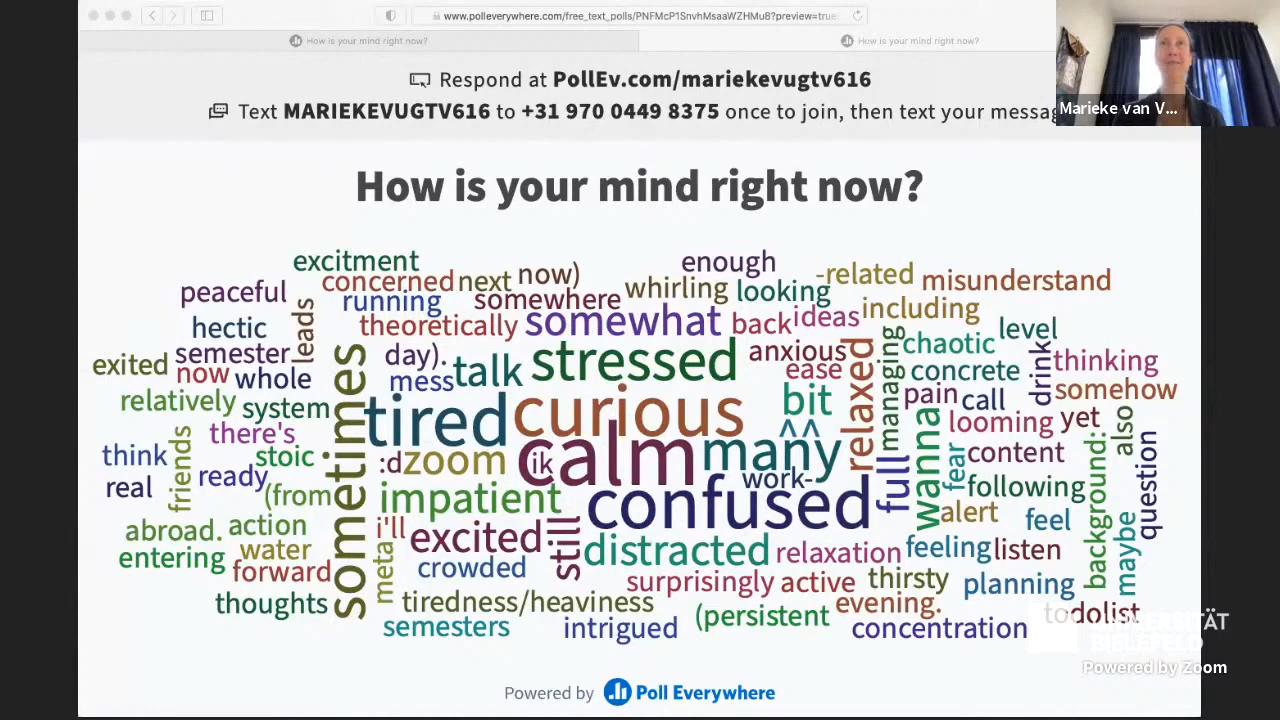 www.polleverywhere.com/free_text_polls/PNFMcP1SnvhMsaaWZHMu8?preview=true
How is your mind right now?
How is your mind right now?
Respond at PollEv.com/mariekevugtv616
Text MARIEKEVUGTV616 to +31 970 0449 8375 once to join, then text your messag
Marieke van V...
How is your mind right now?
excitment
enough
concerned
next
now)
-related
misunderstand
peaceful
running
somewhere
whirling
looking
including
hectic
leads
theoretically
somewhat
back
ideas
level
exited
semester
day).
stressed
anxious
managing
chaotic
drink
thinking
now
whole
mess
talk
ease
relaxed
concrete
somehow
relatively
system
sometimes
tired
curious
bit
pain
call
looming
yet
there's
^^
wanna
also
think
stoic
:d
zoom
ik
calm
many
fear
content
real
friends
ready
(from
impatient
work-
full
following
background:
question
abroad.
action
i'll
excited
still
confused
alert
feel
entering
water
meta
crowded
distracted
relaxation
feeling
listen
maybe
forward
surprisingly
active
thirsty
planning
thoughts
tiredness/heaviness
(persistent
evening.
todolist
semesters
intrigued
concentration
UNIVERSITÄT
BIELEFELD
Powered by Zoom
Powered by Poll Everywhere